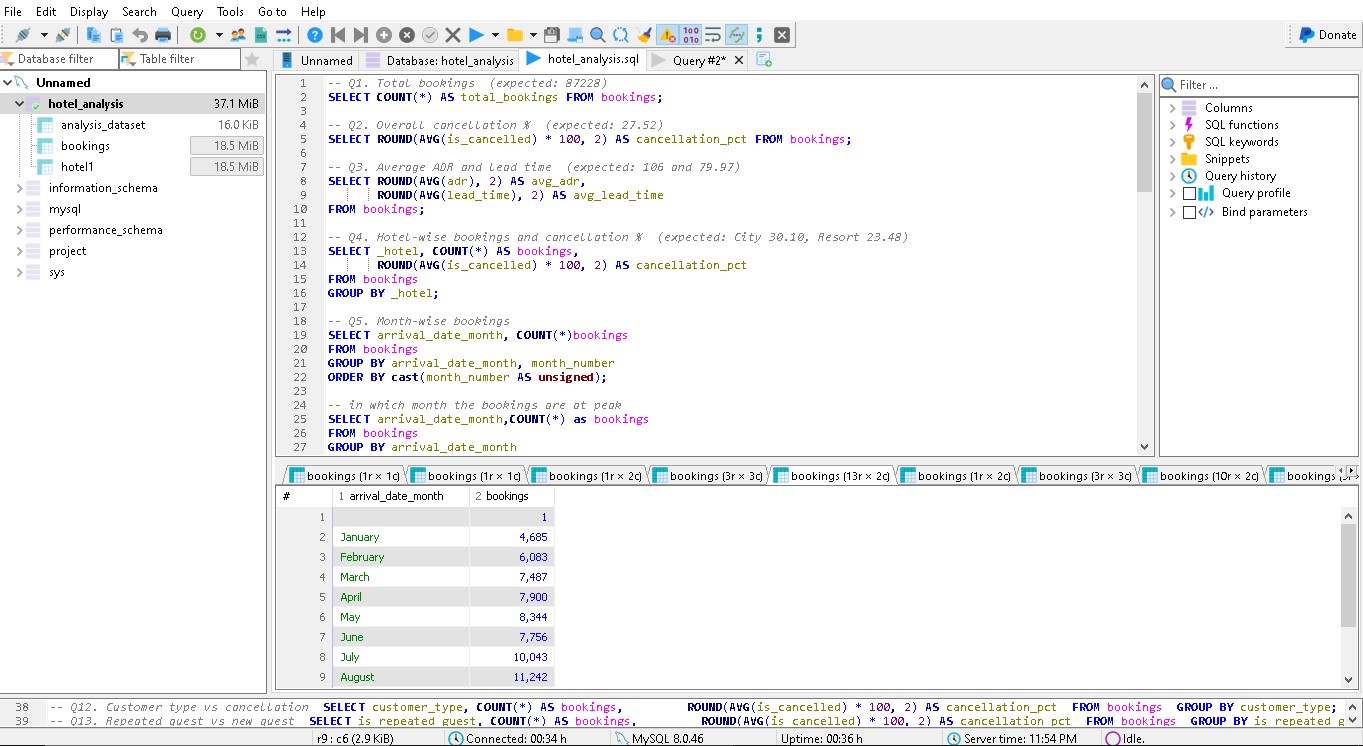 File Edit Display Search Query Tools Go to Help
Donate
Database filter Table filter
Unnamed Database: hotel_analysis hotel_analysis.sql Query #2*
Unnamed
hotel_analysis 37.1 MiB
analysis_dataset 16.0 KiB
bookings 18.5 MiB
hotel1 18.5 MiB
information_schema
mysql
performance_schema
project
sys
1 -- Q1. Total bookings (expected: 87228)
2 SELECT COUNT(*) AS total_bookings FROM bookings;
3
4 -- Q2. Overall cancellation % (expected: 27.52)
5 SELECT ROUND(AVG(is_cancelled) * 100, 2) AS cancellation_pct FROM bookings;
6
7 -- Q3. Average ADR and lead time (expected: 106 and 79.97)
8 SELECT ROUND(AVG(adr), 2) AS avg_adr,
9 ROUND(AVG(lead_time), 2) AS avg_lead_time
10 FROM bookings;
11
12 -- Q4. Hotel-wise bookings and cancellation % (expected: City 30.10, Resort 23.48)
13 SELECT _hotel, COUNT(*) AS bookings,
14 ROUND(AVG(is_cancelled) * 100, 2) AS cancellation_pct
15 FROM bookings
16 GROUP BY _hotel;
17
18 -- Q5. Month-wise bookings
19 SELECT arrival_date_month, COUNT(*)bookings
20 FROM bookings
21 GROUP BY arrival_date_month, month_number
22 ORDER BY cast(month_number AS unsigned);
23
24 -- in which month the bookings are at peak
25 SELECT arrival_date_month,COUNT(*) as bookings
26 FROM bookings
27 GROUP BY arrival_date_month
Filter ...
Columns
SQL functions
SQL keywords
Snippets
Query history
Query profile
Bind parameters
bookings (1r × 1c) bookings (1r × 1c) bookings (1r × 2c) bookings (3r × 3c) bookings (13r × 2c) bookings (1r × 2c) bookings (3r × 3c) bookings (10r × 2c) bookings
# 1 arrival_date_month 2 bookings
1 1
2 January 4,685
3 February 6,083
4 March 7,487
5 April 7,900
6 May 8,344
7 June 7,756
8 July 10,043
9 August 11,242
38 -- Q12. Customer type vs cancellation SELECT customer_type, COUNT(*) AS bookings, ROUND(AVG(is_cancelled) * 100, 2) AS cancellation_pct FROM bookings GROUP BY customer_type;
39 -- Q13. Repeated guest vs new guest SELECT is_repeated_guest, COUNT(*) AS bookings, ROUND(AVG(is_cancelled) * 100, 2) AS cancellation_pct FROM bookings GROUP BY
r9 : c6 (2.9 KiB) Connected: 00:34 h MySQL 8.0.46 Uptime: 00:36 h Server time: 11:54 PM Idle.